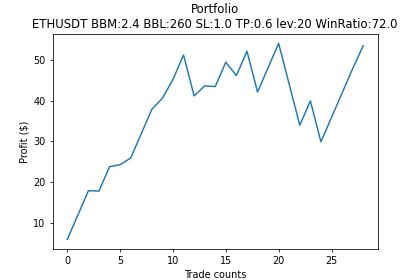 Portfolio
ETHUSDT BBM:2.4 BBL:260 SL:1.0 TP:0.6 lev:20 WinRatio:72.0
50
40
30
20
10
Profit ($)
0 5 10 15 20 25
Trade counts